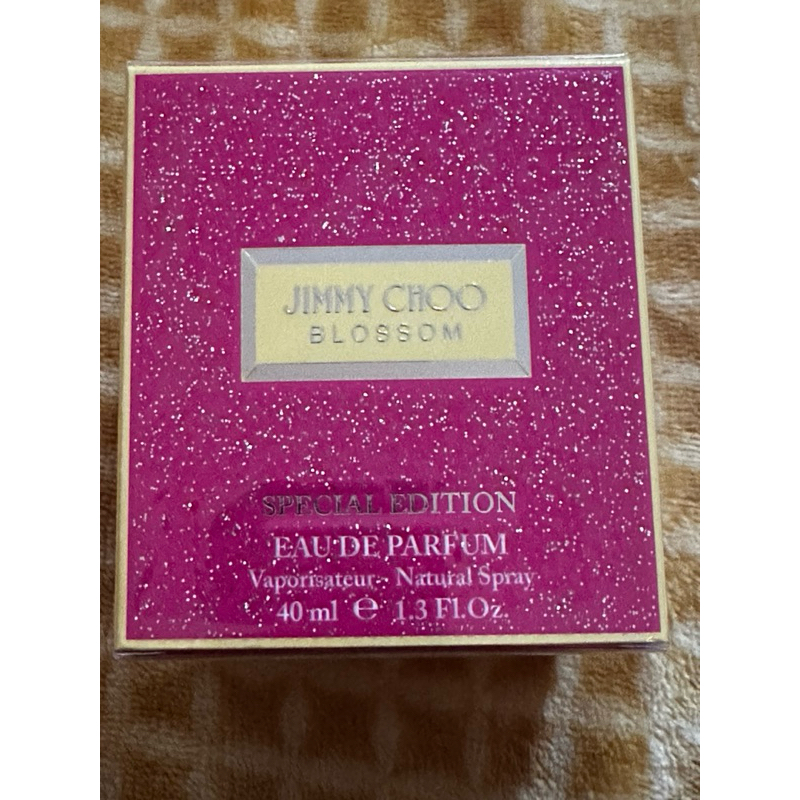 JIMMY CHOO
BLOSSOM
SPECIAL EDITION
EAU DE PARFUM
Vaporisateur - Natural Spray
40 ml ℮ 1.3 Fl.Oz.